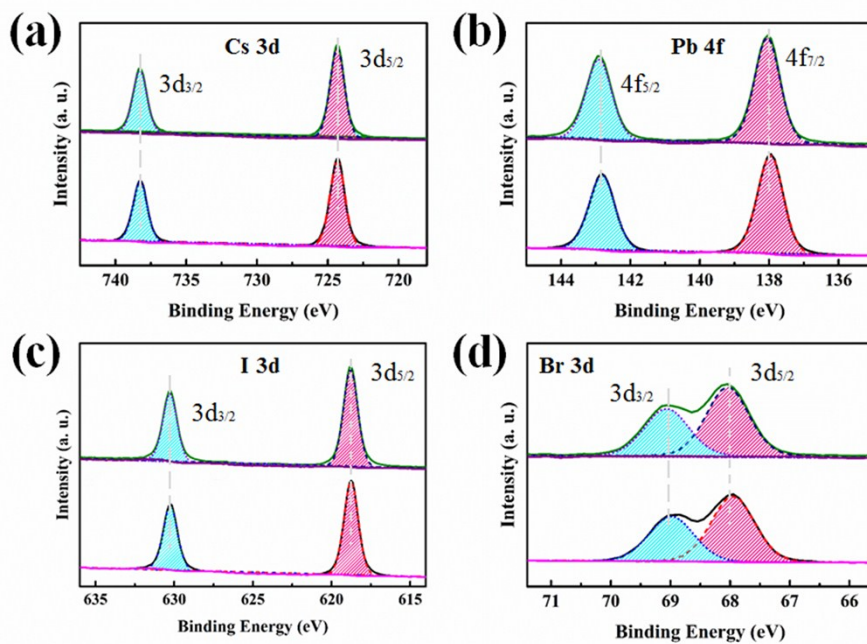 (a)
Cs 3d
3d3/2
3d5/2
Intensity (a. u.)
740 735 730 725 720
Binding Energy (eV)
(b)
Pb 4f
4f5/2
4f7/2
Intensity (a. u.)
144 142 140 138 136
Binding Energy (eV)
(c)
I 3d
3d3/2
3d5/2
Intensity (a. u.)
635 630 625 620 615
Binding Energy (eV)
(d)
Br 3d
3d3/2
3d5/2
Intensity (a. u.)
71 70 69 68 67 66
Binding Energy (eV)